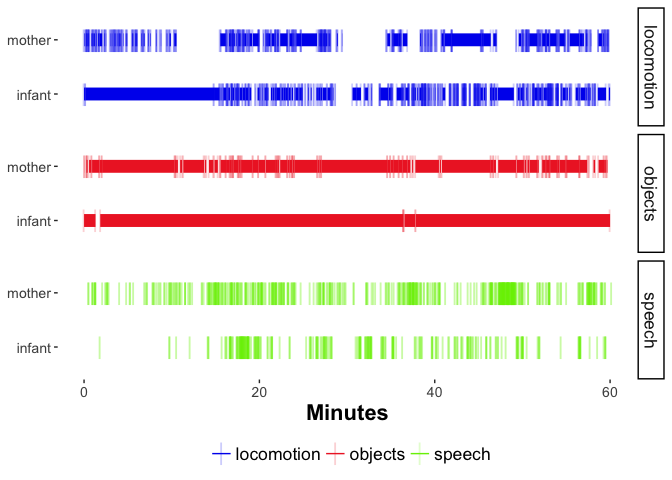 mother
infant
locomotion
mother
infant
objects
mother
infant
speech
0 20 40 60
Minutes
locomotion objects speech